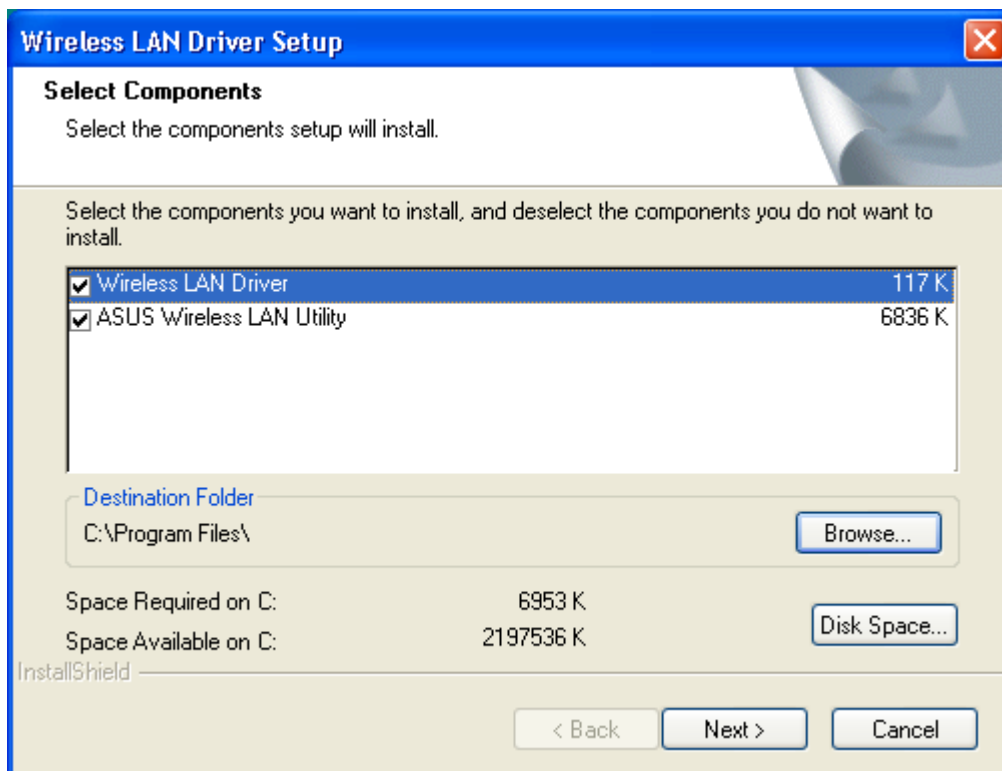 Wireless LAN Driver Setup
Select Components
Select the components setup will install.
Select the components you want to install, and deselect the components you do not want to
install.
Wireless LAN Driver 117 K
ASUS Wireless LAN Utility 6836 K
Destination Folder
C:\Program Files\
Browse...
Space Required on C: 6953 K
Space Available on C: 2197536 K
Disk Space...
InstallShield
< Back Next > Cancel